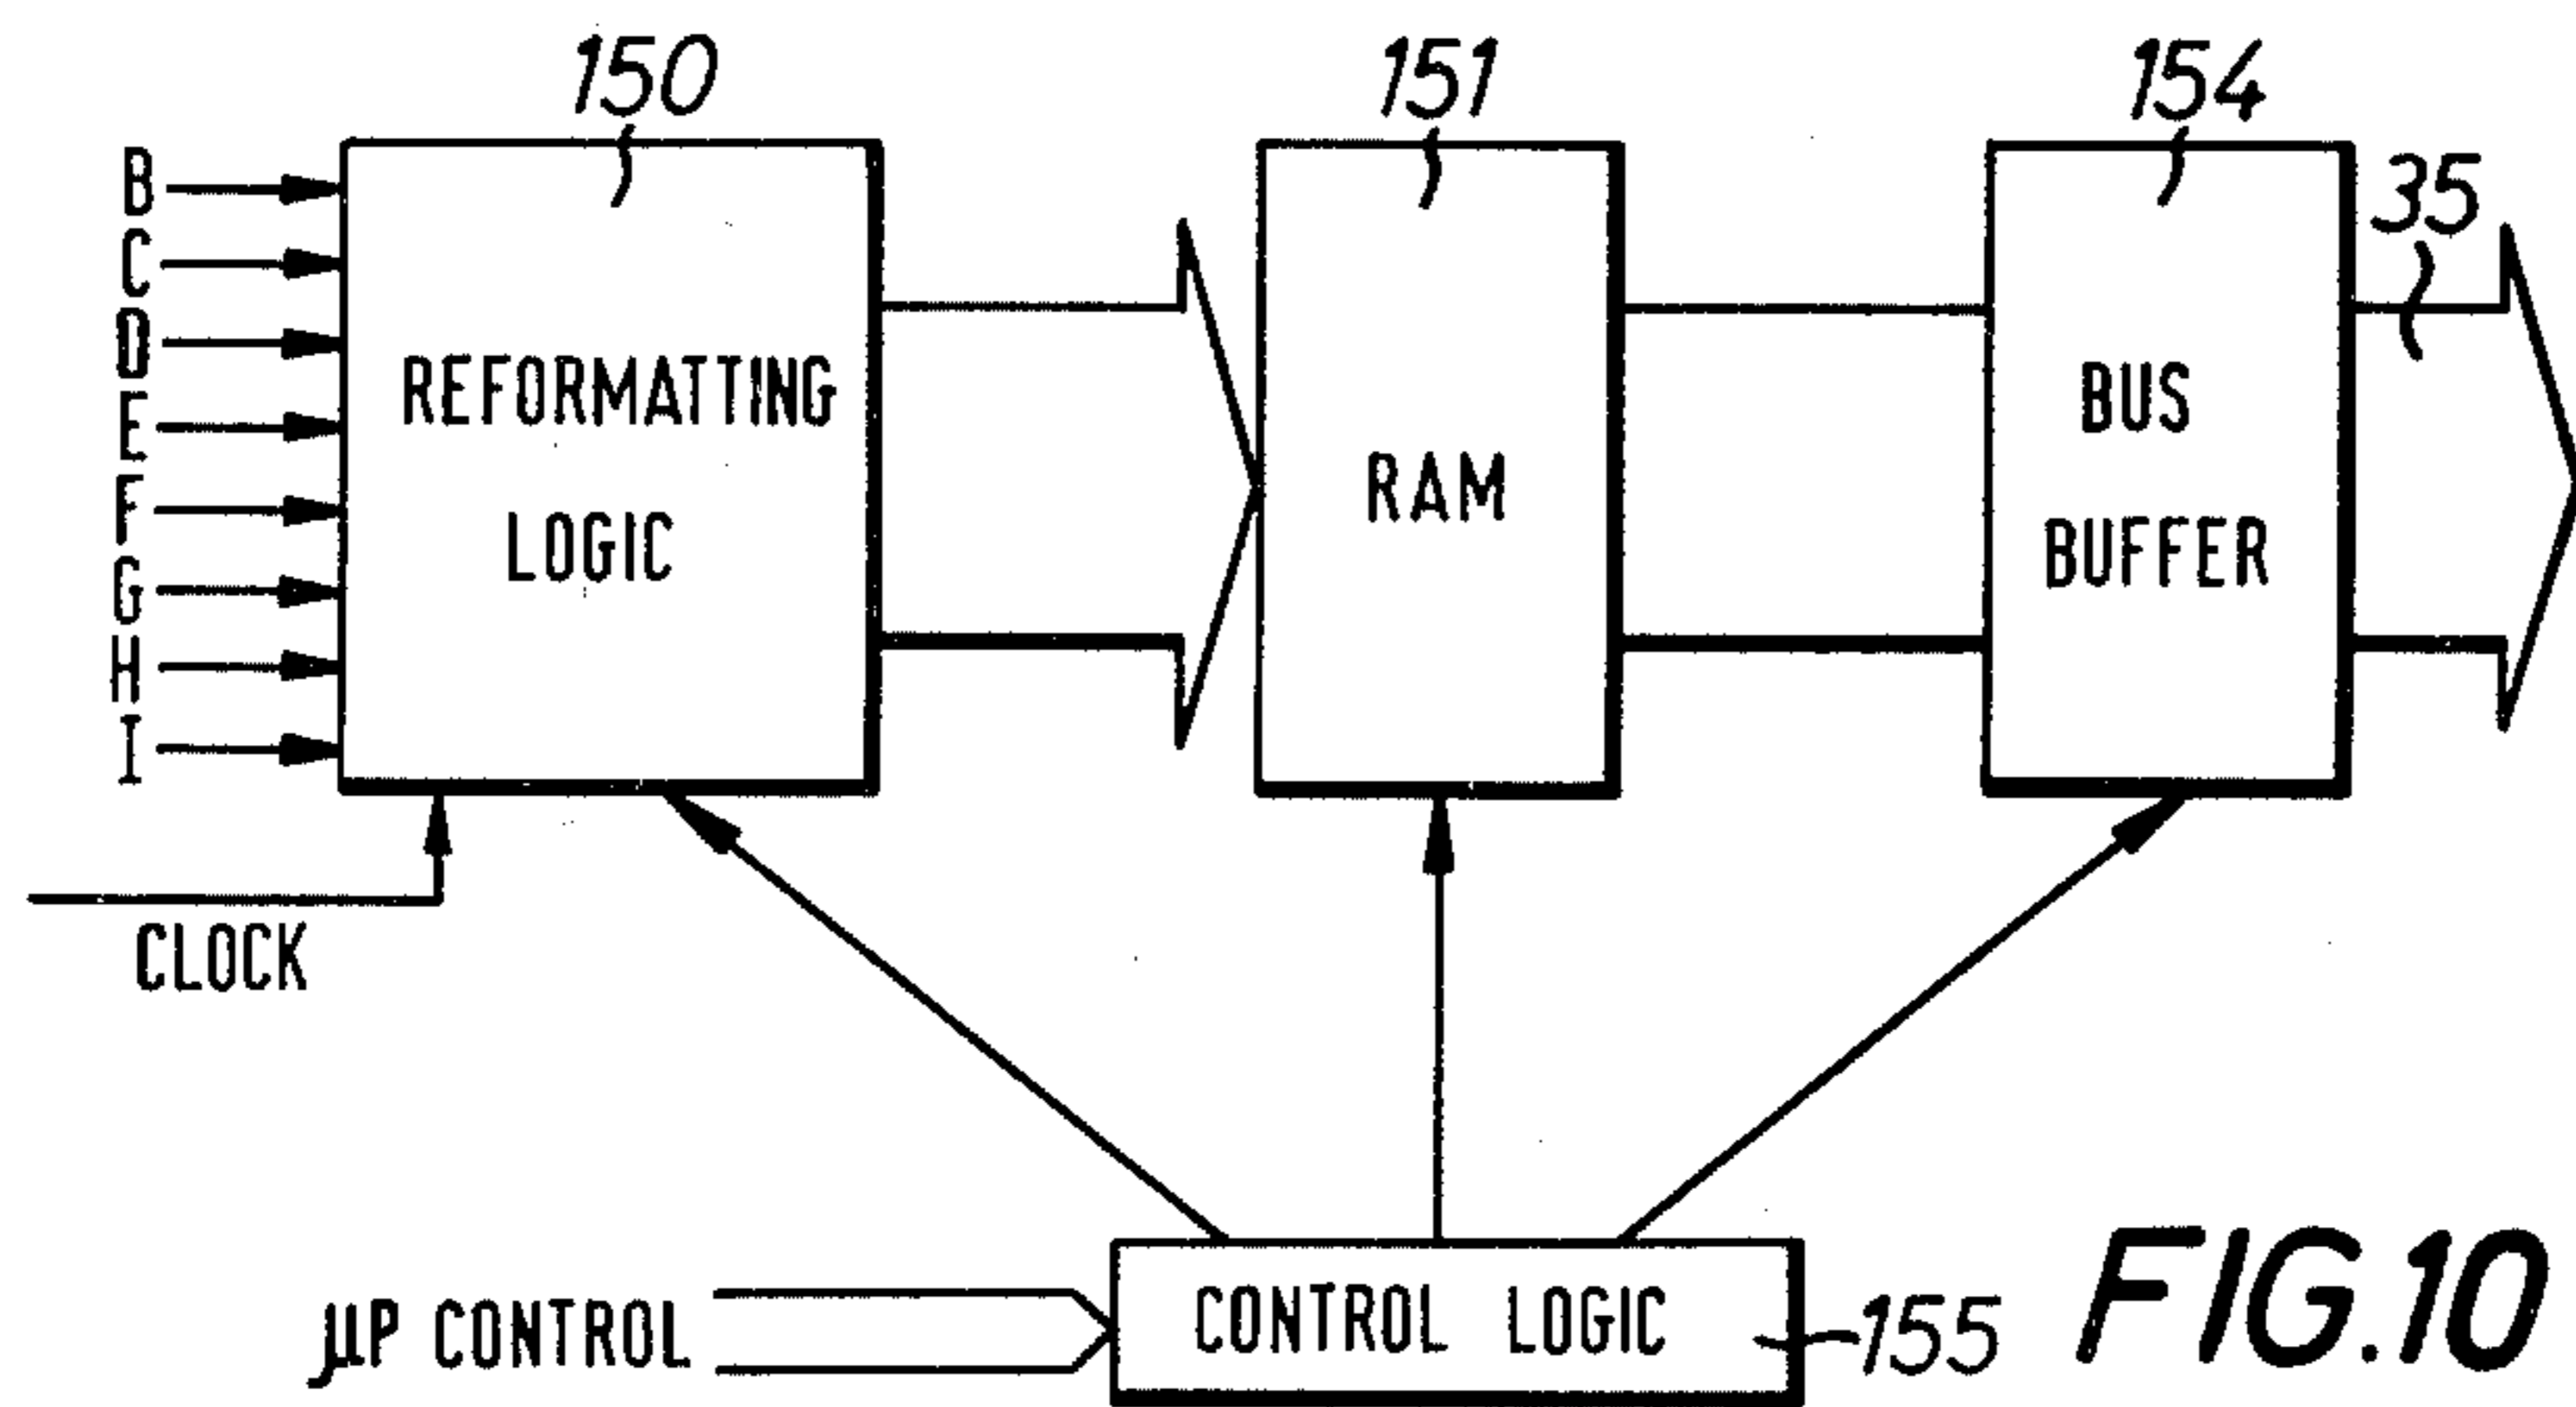 150
151
154
35
B
C
D
E
F
G
H
I
REFORMATTING
LOGIC
RAM
BUS
BUFFER
CLOCK
µP CONTROL
CONTROL LOGIC
155
FIG.10